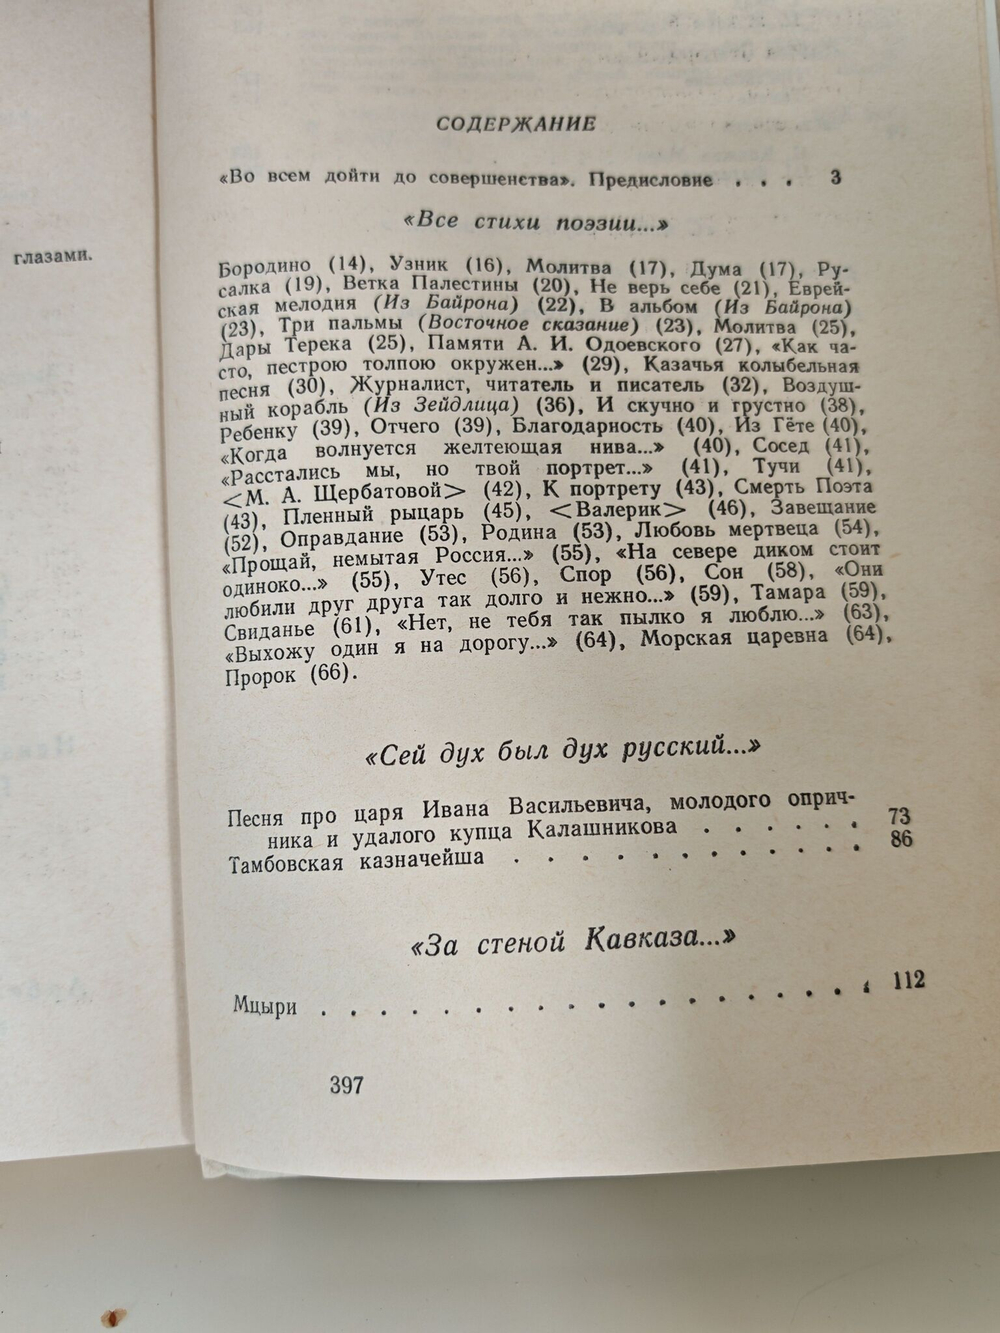 глазами.
СОДЕРЖАНИЕ
«Во всем дойти до совершенства». Предисловие . . . 3
«Все стихи поэзии...»
Бородино (14), Узник (16), Молитва (17), Дума (17), Ру-
салка (19), Ветка Палестины (20), Не верь себе (21), Еврей-
ская мелодия (Из Байрона) (22), В альбом (Из Байрона)
(23), Три пальмы (Восточное сказание) (23), Молитва (25),
Дары Терека (25), Памяти А. И. Одоевского (27), «Как ча-
сто, пестрою толпою окружен...» (29), Казачья колыбельная
песня (30), Журналист, читатель и писатель (32), Воздуш-
ный корабль (Из Зейдлица) (36), И скучно и грустно (38),
Ребенку (39), Отчего (39), Благодарность (40), Из Гёте (40),
«Когда волнуется желтеющая нива...» (40), Сосед (41),
«Расстались мы, но твой портрет...» (41), Тучи (41),
<М. А. Щербатовой> (42), К портрету (43), Смерть Поэта
(43), Пленный рыцарь (45), <Валерик> (46), Завещание
(52), Оправдание (53), Родина (53), Любовь мертвеца (54),
«Прощай, немытая Россия...» (55), «На севере диком стоит
одиноко...» (55), Утес (56), Спор (56), Сон (58), «Они
любили друг друга так долго и нежно...» (59), Тамара (59),
Свиданье (61), «Нет, не тебя так пылко я люблю...» (63),
«Выхожу один я на дорогу...» (64), Морская царевна (64),
Пророк (66).
«Сей дух был дух русский...»
Песня про царя Ивана Васильевича, молодого оприч-
ника и удалого купца Калашникова . . . . . . 73
Тамбовская казначейша . . . . . . . . . . . . 86
«За стеной Кавказа...»
Мцыри . . . . . . . . . . . . . . . . . . 112
397